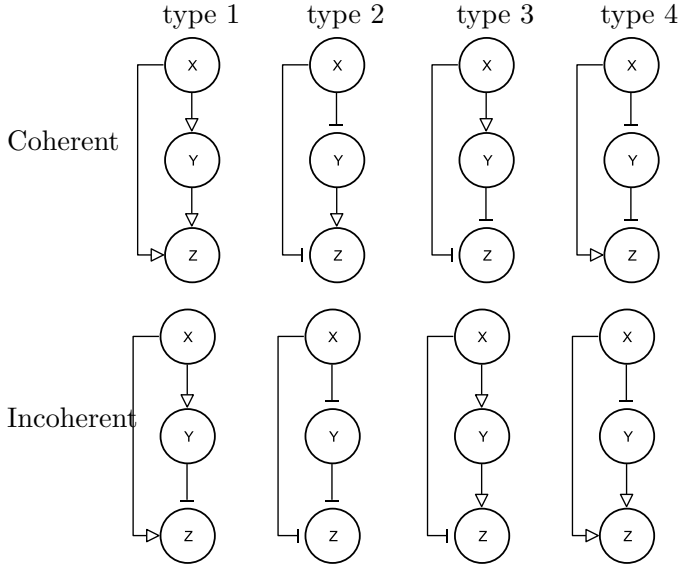 type 1 type 2 type 3 type 4
X X X X
Coherent
Y Y Y Y
Z Z Z Z
X X X X
Incoherent
Y Y Y Y
Z Z Z Z